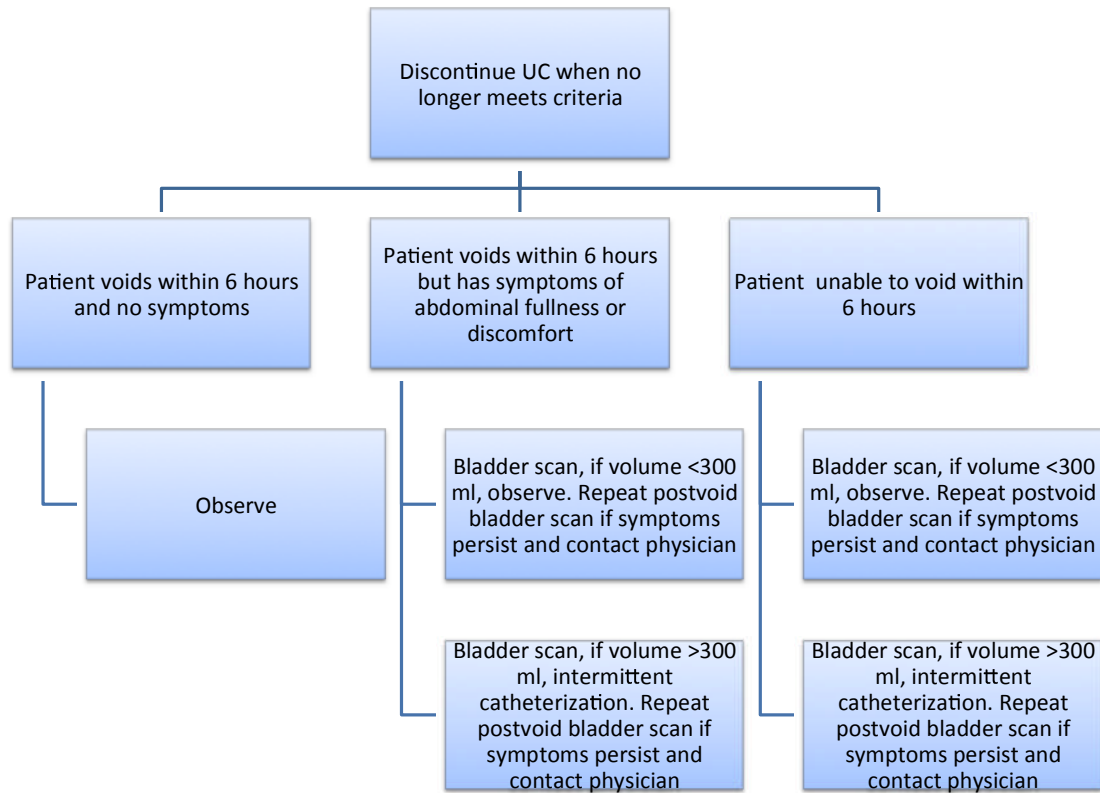 Discontinue UC when no
longer meets criteria
Patient voids within 6 hours
and no symptoms
Patient voids within 6 hours
but has symptoms of
abdominal fullness or
discomfort
Patient  unable to void within
6 hours
Observe
Bladder scan, if volume <300
ml, observe. Repeat postvoid
bladder scan if symptoms
persist and contact physician
Bladder scan, if volume <300
ml, observe. Repeat postvoid
bladder scan if symptoms
persist and contact physician
Bladder scan, if volume >300
ml, intermittent
catheterization. Repeat
postvoid bladder scan if
symptoms persist and
contact physician
Bladder scan, if volume >300
ml, intermittent
catheterization. Repeat
postvoid bladder scan if
symptoms persist and
contact physician